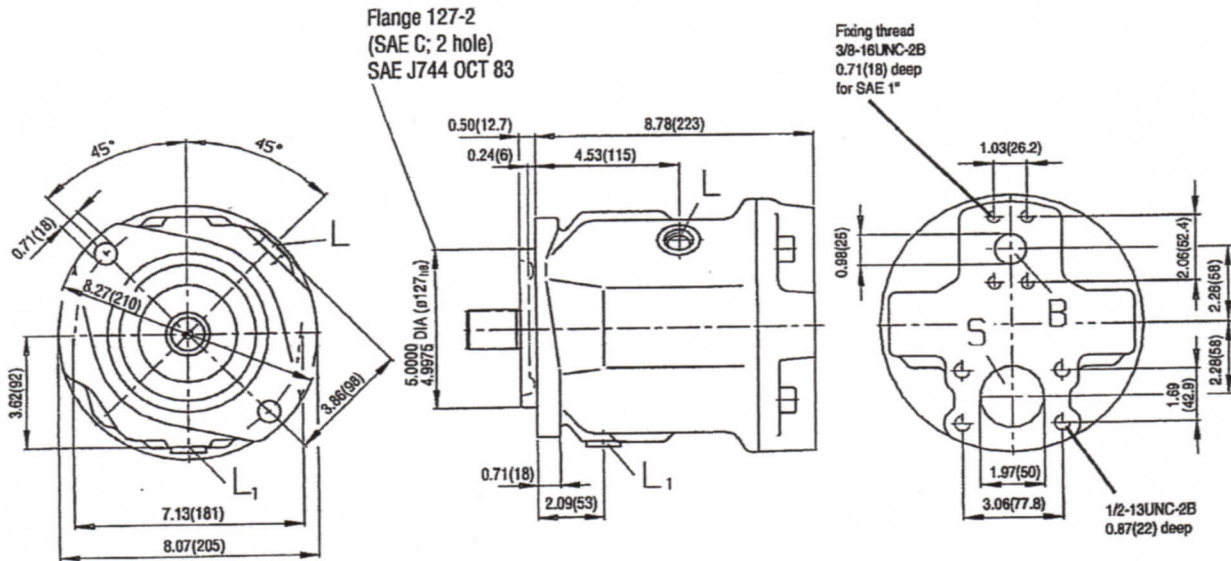 Flange 127-2
(SAE C; 2 hole)
SAE J744 OCT 83
Fixing thread
3/8-16UNC-2B
0.71(18) deep
for SAE 1"
45°
45°
0.71(18)
L
8.27(210)
3.62(92)
3.86(98)
L1
7.13(181)
8.07(205)
0.50(12.7)
8.78(223)
0.24(6)
4.53(115)
L
5.0000
4.9975 DIA (ø127 h8)
0.71(18)
2.09(53)
L1
1.03(26.2)
0.98(25)
2.06(52.4)
2.28(58)
B
S
2.28(58)
1.69
(42.9)
1.97(50)
3.06(77.8)
1/2-13UNC-2B
0.87(22) deep